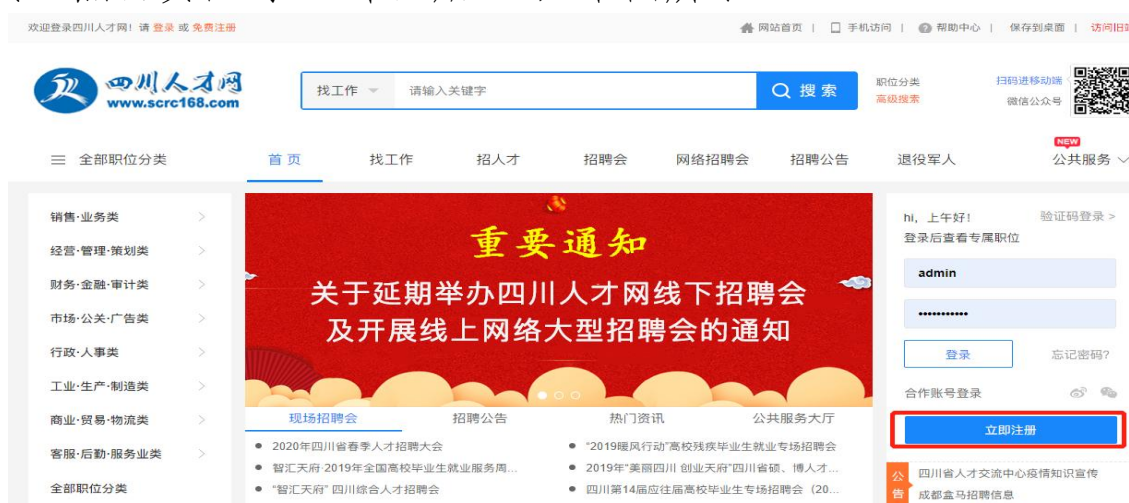 欢迎登录四川人才网！请 登录 或 免费注册
网站首页 | 手机访问 | 帮助中心 | 保存到桌面 | 访问旧
四川人才网
www.scrc168.com
找工作 请输入关键字 搜索
职位分类
高级搜索
扫码进移动端
微信公众号
全部职位分类 首页 找工作 招人才 招聘会 网络招聘会 招聘公告 退役军人 NEW 公共服务
销售·业务类
经营·管理·策划类
财务·金融·审计类
市场·公关·广告类
行政·人事类
工业·生产·制造类
商业·贸易·物流类
客服·后勤·服务业类
全部职位分类
重要通知
关于延期举办四川人才网线下招聘会
及开展线上网络大型招聘会的通知
现场招聘会 招聘公告 热门资讯 公共服务大厅
2020年四川省春季人才招聘大会
智汇天府·2019年全国高校毕业生就业服务周...
“智汇天府” 四川综合人才招聘会
“2019暖风行动”高校残疾毕业生就业专场招聘会
2019年“美丽四川 创业天府”四川省硕、博人才...
四川第14届应往届高校毕业生专场招聘会（20...
hi, 上午好! 验证码登录 >
登录后查看专属职位
admin
•••••••••••
登录 忘记密码?
合作账号登录
立即注册
公告
四川省人才交流中心疫情知识宣传
成都盒马招聘信息